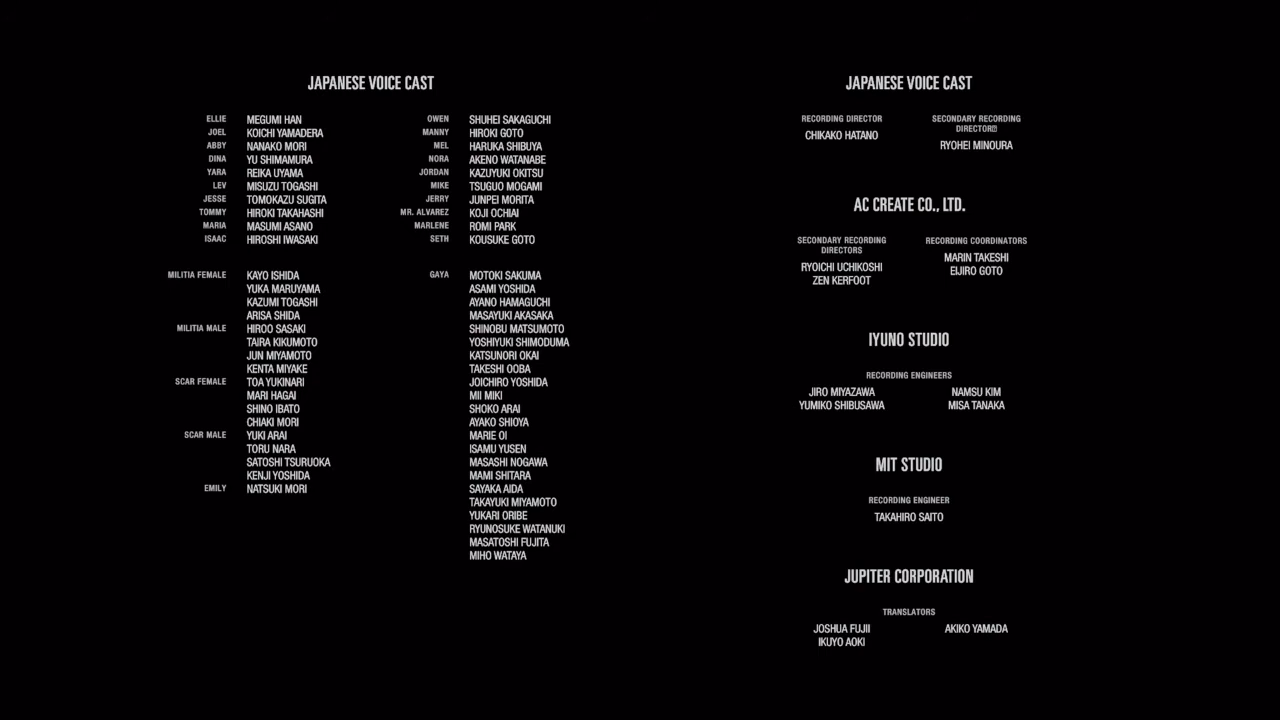 JAPANESE VOICE CAST
ELLIE MEGUMI HAN
JOEL KOICHI YAMADERA
ABBY NANAKO MORI
DINA YU SHIMAMURA
YARA REIKA UYAMA
LEV MISUZU TOGASHI
JESSE TOMOKAZU SUGITA
TOMMY HIROKI TAKAHASHI
MARIA MASUMI ASANO
ISAAC HIROSHI IWASAKI
MILITIA FEMALE KAYO ISHIDA
YUKA MARUYAMA
KAZUMI TOGASHI
ARISA SHIDA
MILITIA MALE HIROO SASAKI
TAIRA KIKUMOTO
JUN MIYAMOTO
KENTA MIYAKE
SCAR FEMALE TOA YUKINARI
MARI HAGAI
SHINO IBATO
CHIAKI MORI
SCAR MALE YUKI ARAI
TORU NARA
SATOSHI TSURUOKA
KENJI YOSHIDA
EMILY NATSUKI MORI
OWEN SHUHEI SAKAGUCHI
MANNY HIROKI GOTO
MEL HARUKA SHIBUYA
NORA AKENO WATANABE
JORDAN KAZUYUKI OKITSU
MIKE TSUGUO MOGAMI
JERRY JUNPEI MORITA
MR. ALVAREZ KOJI OCHIAI
MARLENE ROMI PARK
SETH KOUSUKE GOTO
GAYA MOTOKI SAKUMA
ASAMI YOSHIDA
AYANO HAMAGUCHI
MASAYUKI AKASAKA
SHINOBU MATSUMOTO
YOSHIYUKI SHIMODUMA
KATSUNORI OKAI
TAKESHI OOBA
JOICHIRO YOSHIDA
MII MIKI
SHOKO ARAI
AYAKO SHIOYA
MARIE OI
ISAMU YUSEN
MASASHI NOGAWA
MAMI SHITARA
SAYAKA AIDA
TAKAYUKI MIYAMOTO
YUKARI ORIBE
RYUNOSUKE WATANUKI
MASATOSHI FUJITA
MIHO WATAYA
JAPANESE VOICE CAST
RECORDING DIRECTOR
CHIKAKO HATANO
SECONDARY RECORDING
DIRECTOR
RYOHEI MINOURA
AC CREATE CO., LTD.
SECONDARY RECORDING
DIRECTORS
RYOICHI UCHIKOSHI
ZEN KERFOOT
RECORDING COORDINATORS
MARIN TAKESHI
EIJIRO GOTO
IYUNO STUDIO
RECORDING ENGINEERS
JIRO MIYAZAWA
YUMIKO SHIBUSAWA
NAMSU KIM
MISA TANAKA
MIT STUDIO
RECORDING ENGINEER
TAKAHIRO SAITO
JUPITER CORPORATION
TRANSLATORS
JOSHUA FUJII
IKUYO AOKI
AKIKO YAMADA